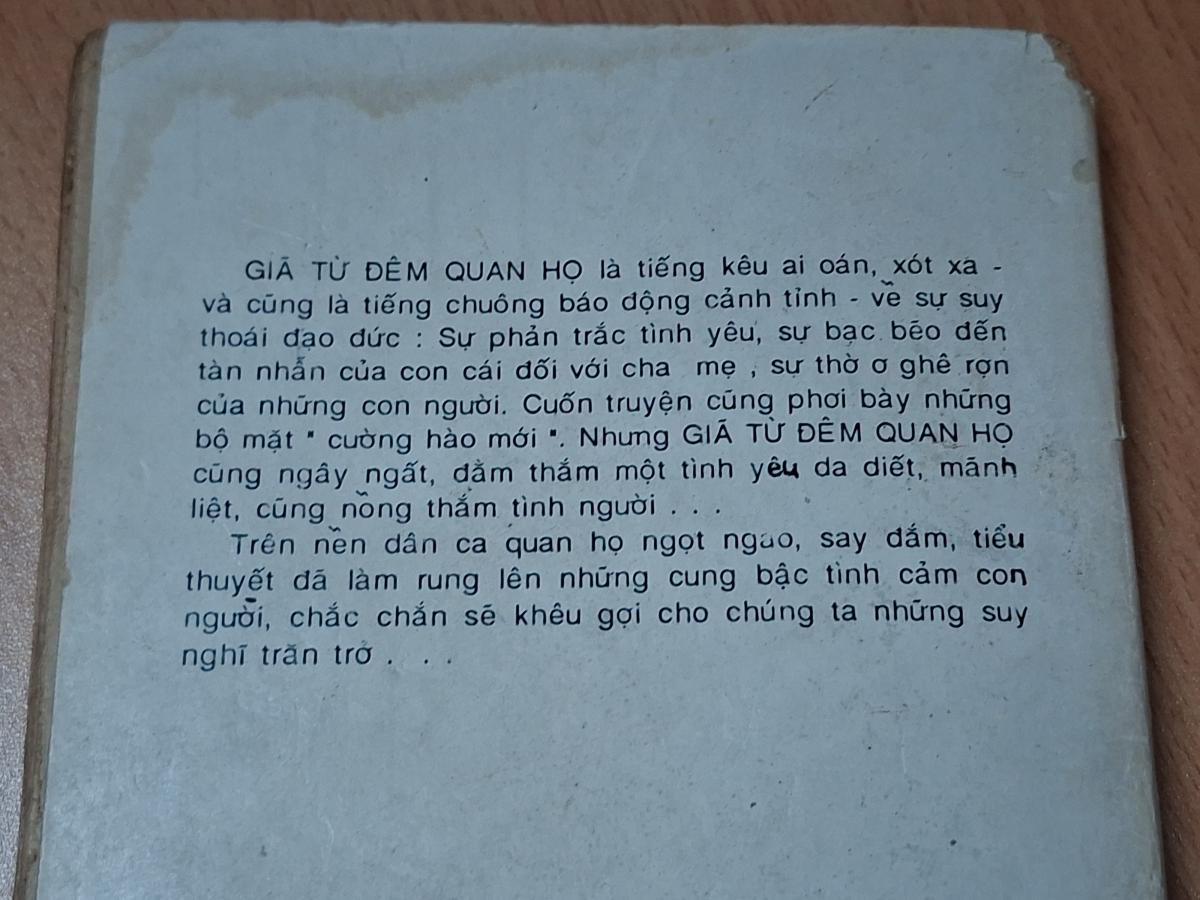 GIÃ TỪ ĐÊM QUAN HỌ là tiếng kêu ai oán, xót xa -
và cũng là tiếng chuông báo động cảnh tỉnh - về sự suy
thoái đạo đức : Sự phản trắc tình yêu, sự bạc bẽo đến
tàn nhẫn của con cái đối với cha mẹ , sự thờ ơ ghê rợn
của những con người. Cuốn truyện cũng phơi bày những
bộ mặt " cường hào mới ". Nhưng GIÃ TỪ ĐÊM QUAN HỌ
cũng ngây ngất, đằm thắm một tình yêu da diết, mãnh
liệt, cũng nồng thắm tình người . . .
Trên nền dân ca quan họ ngọt ngào, say đắm, tiểu
thuyết đã làm rung lên những cung bậc tình cảm con
người, chắc chắn sẽ khêu gợi cho chúng ta những suy
nghĩ trăn trở . . .